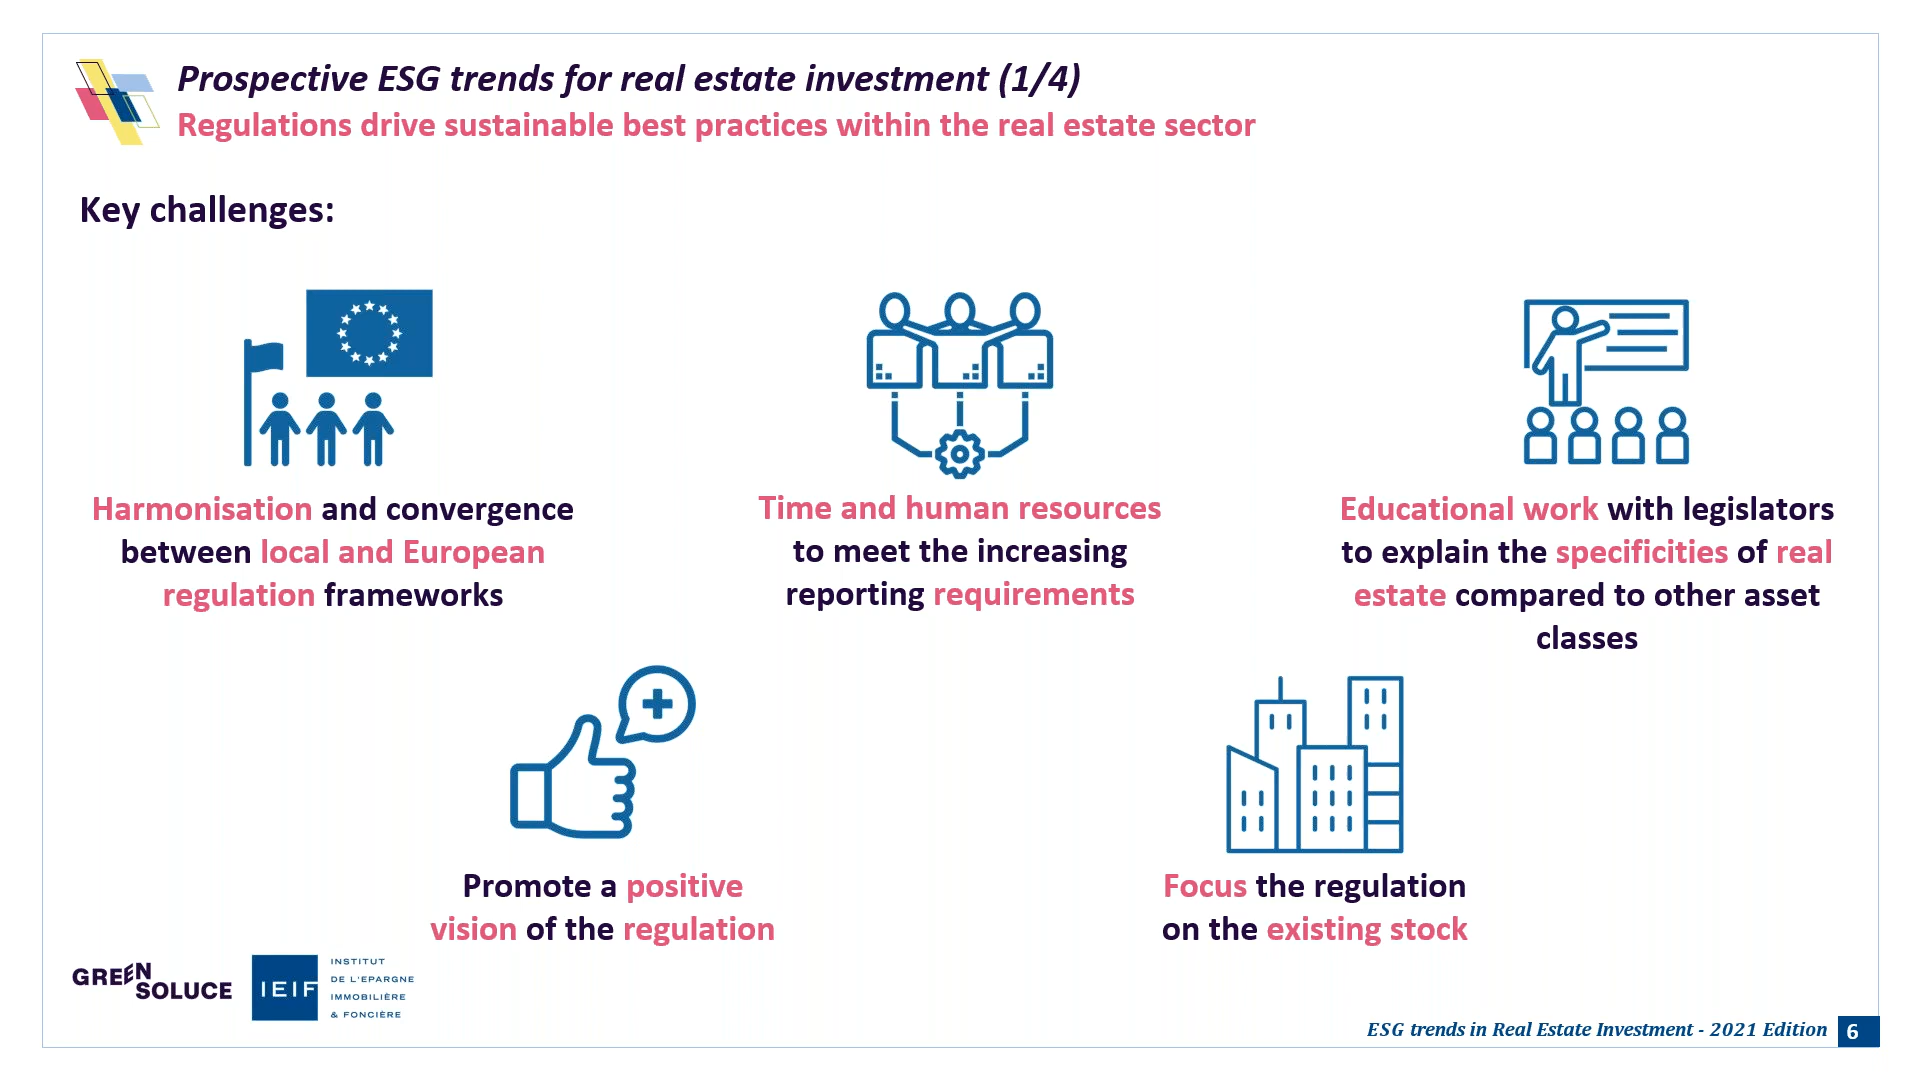 Prospective ESG trends for real estate investment (1/4)
Regulations drive sustainable best practices within the real estate sector
Key challenges:
Harmonisation and convergence
between local and European
regulation frameworks
Time and human resources
to meet the increasing
reporting requirements
Educational work with legislators
to explain the specificities of real
estate compared to other asset
classes
Promote a positive
vision of the regulation
Focus the regulation
on the existing stock
GREEN
SOLUCE
IEIF
INSTITUT
DE L'EPARGNE
IMMOBILIÈRE
& FONCIÈRE
ESG trends in Real Estate Investment - 2021 Edition
6